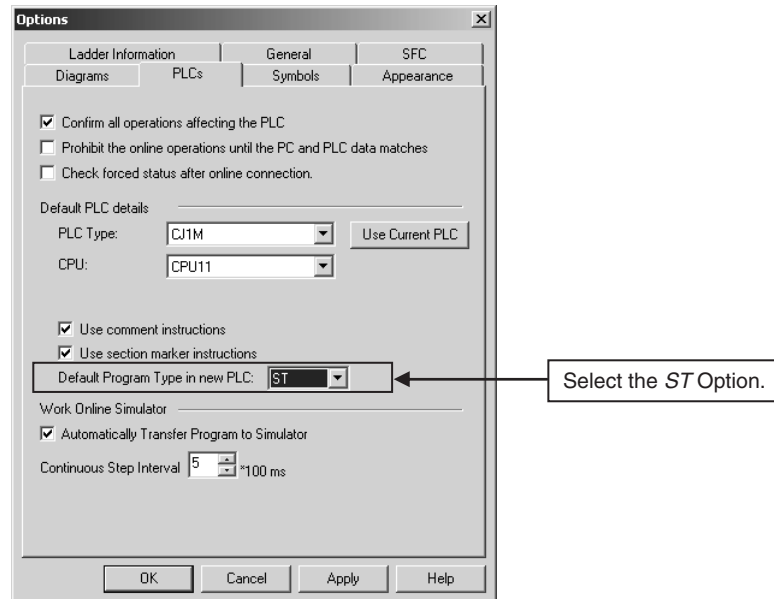 Options
Ladder Information General SFC
Diagrams PLCs Symbols Appearance
Confirm all operations affecting the PLC
Prohibit the online operations until the PC and PLC data matches
Check forced status after online connection.
Default PLC details
PLC Type: CJ1M Use Current PLC
CPU: CPU11
Use comment instructions
Use section marker instructions
Default Program Type in new PLC: ST
Select the ST Option.
Work Online Simulator
Automatically Transfer Program to Simulator
Continuous Step Interval 5 *100 ms
OK Cancel Apply Help